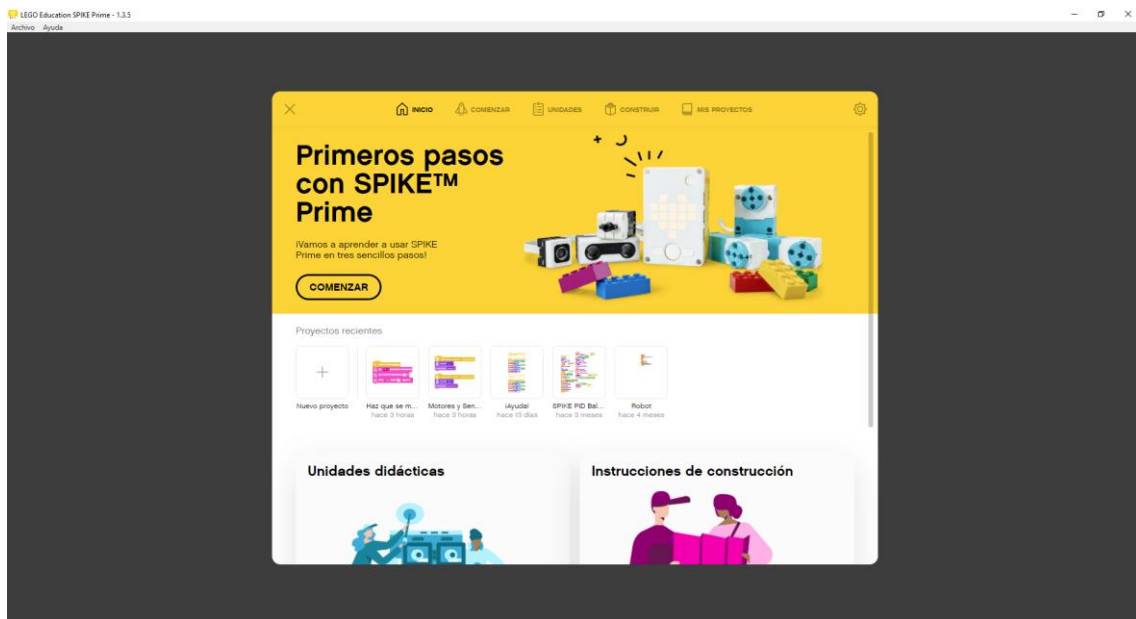 LEGO Education SPIKE Prime - 1.3.5
Archivo Ayuda
INICIO COMENZAR UNIDADES CONSTRUIR MIS PROYECTOS
Primeros pasos
con SPIKE™
Prime
¡Vamos a aprender a usar SPIKE
Prime en tres sencillos pasos!
COMENZAR
Proyectos recientes
Nuevo proyecto Haz que se m... Motores y Sen... ¡Ayuda! SPIKE PID Bal... Robot
hace 3 horas hace 3 horas hace 13 días hace 3 meses hace 4 meses
Unidades didácticas Instrucciones de construcción